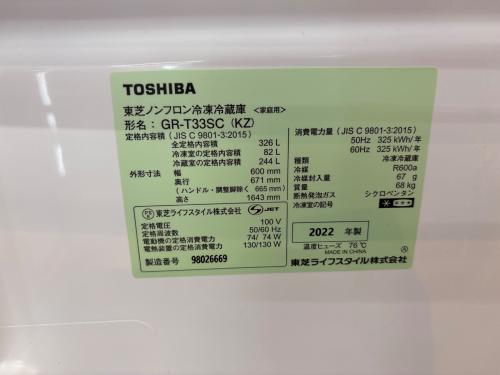 TOSHIBA
東芝ノンフロン冷凍冷蔵庫 <家庭用>
形名: GR-T33SC (KZ)
定格内容積 (JIS C 9801-3:2015)
全定格内容積 326 L
冷凍室の定格内容積 82 L
冷蔵室の定格内容積 244 L
外形寸法 幅 600 mm
奥行 671 mm
(ハンドル・調整脚除く 665 mm)
高さ 1643 mm
東芝ライフスタイル株式会社 JET
定格電圧 100 V
定格周波数 50/60 Hz
電動機の定格消費電力 74/ 74 W
電熱装置の定格消費電力 130/130 W
製造番号 98026669
消費電力量 (JIS C 9801-3:2015)
50Hz 325 kWh/年
60Hz 325 kWh/年
種類 冷凍冷蔵庫
冷媒 R600a
冷媒封入量 67 g
質量 68 kg
断熱発泡ガス シクロペンタン
冷凍室の記号
2022 年製
温度ヒューズ 76℃
MADE IN CHINA
東芝ライフスタイル株式会社